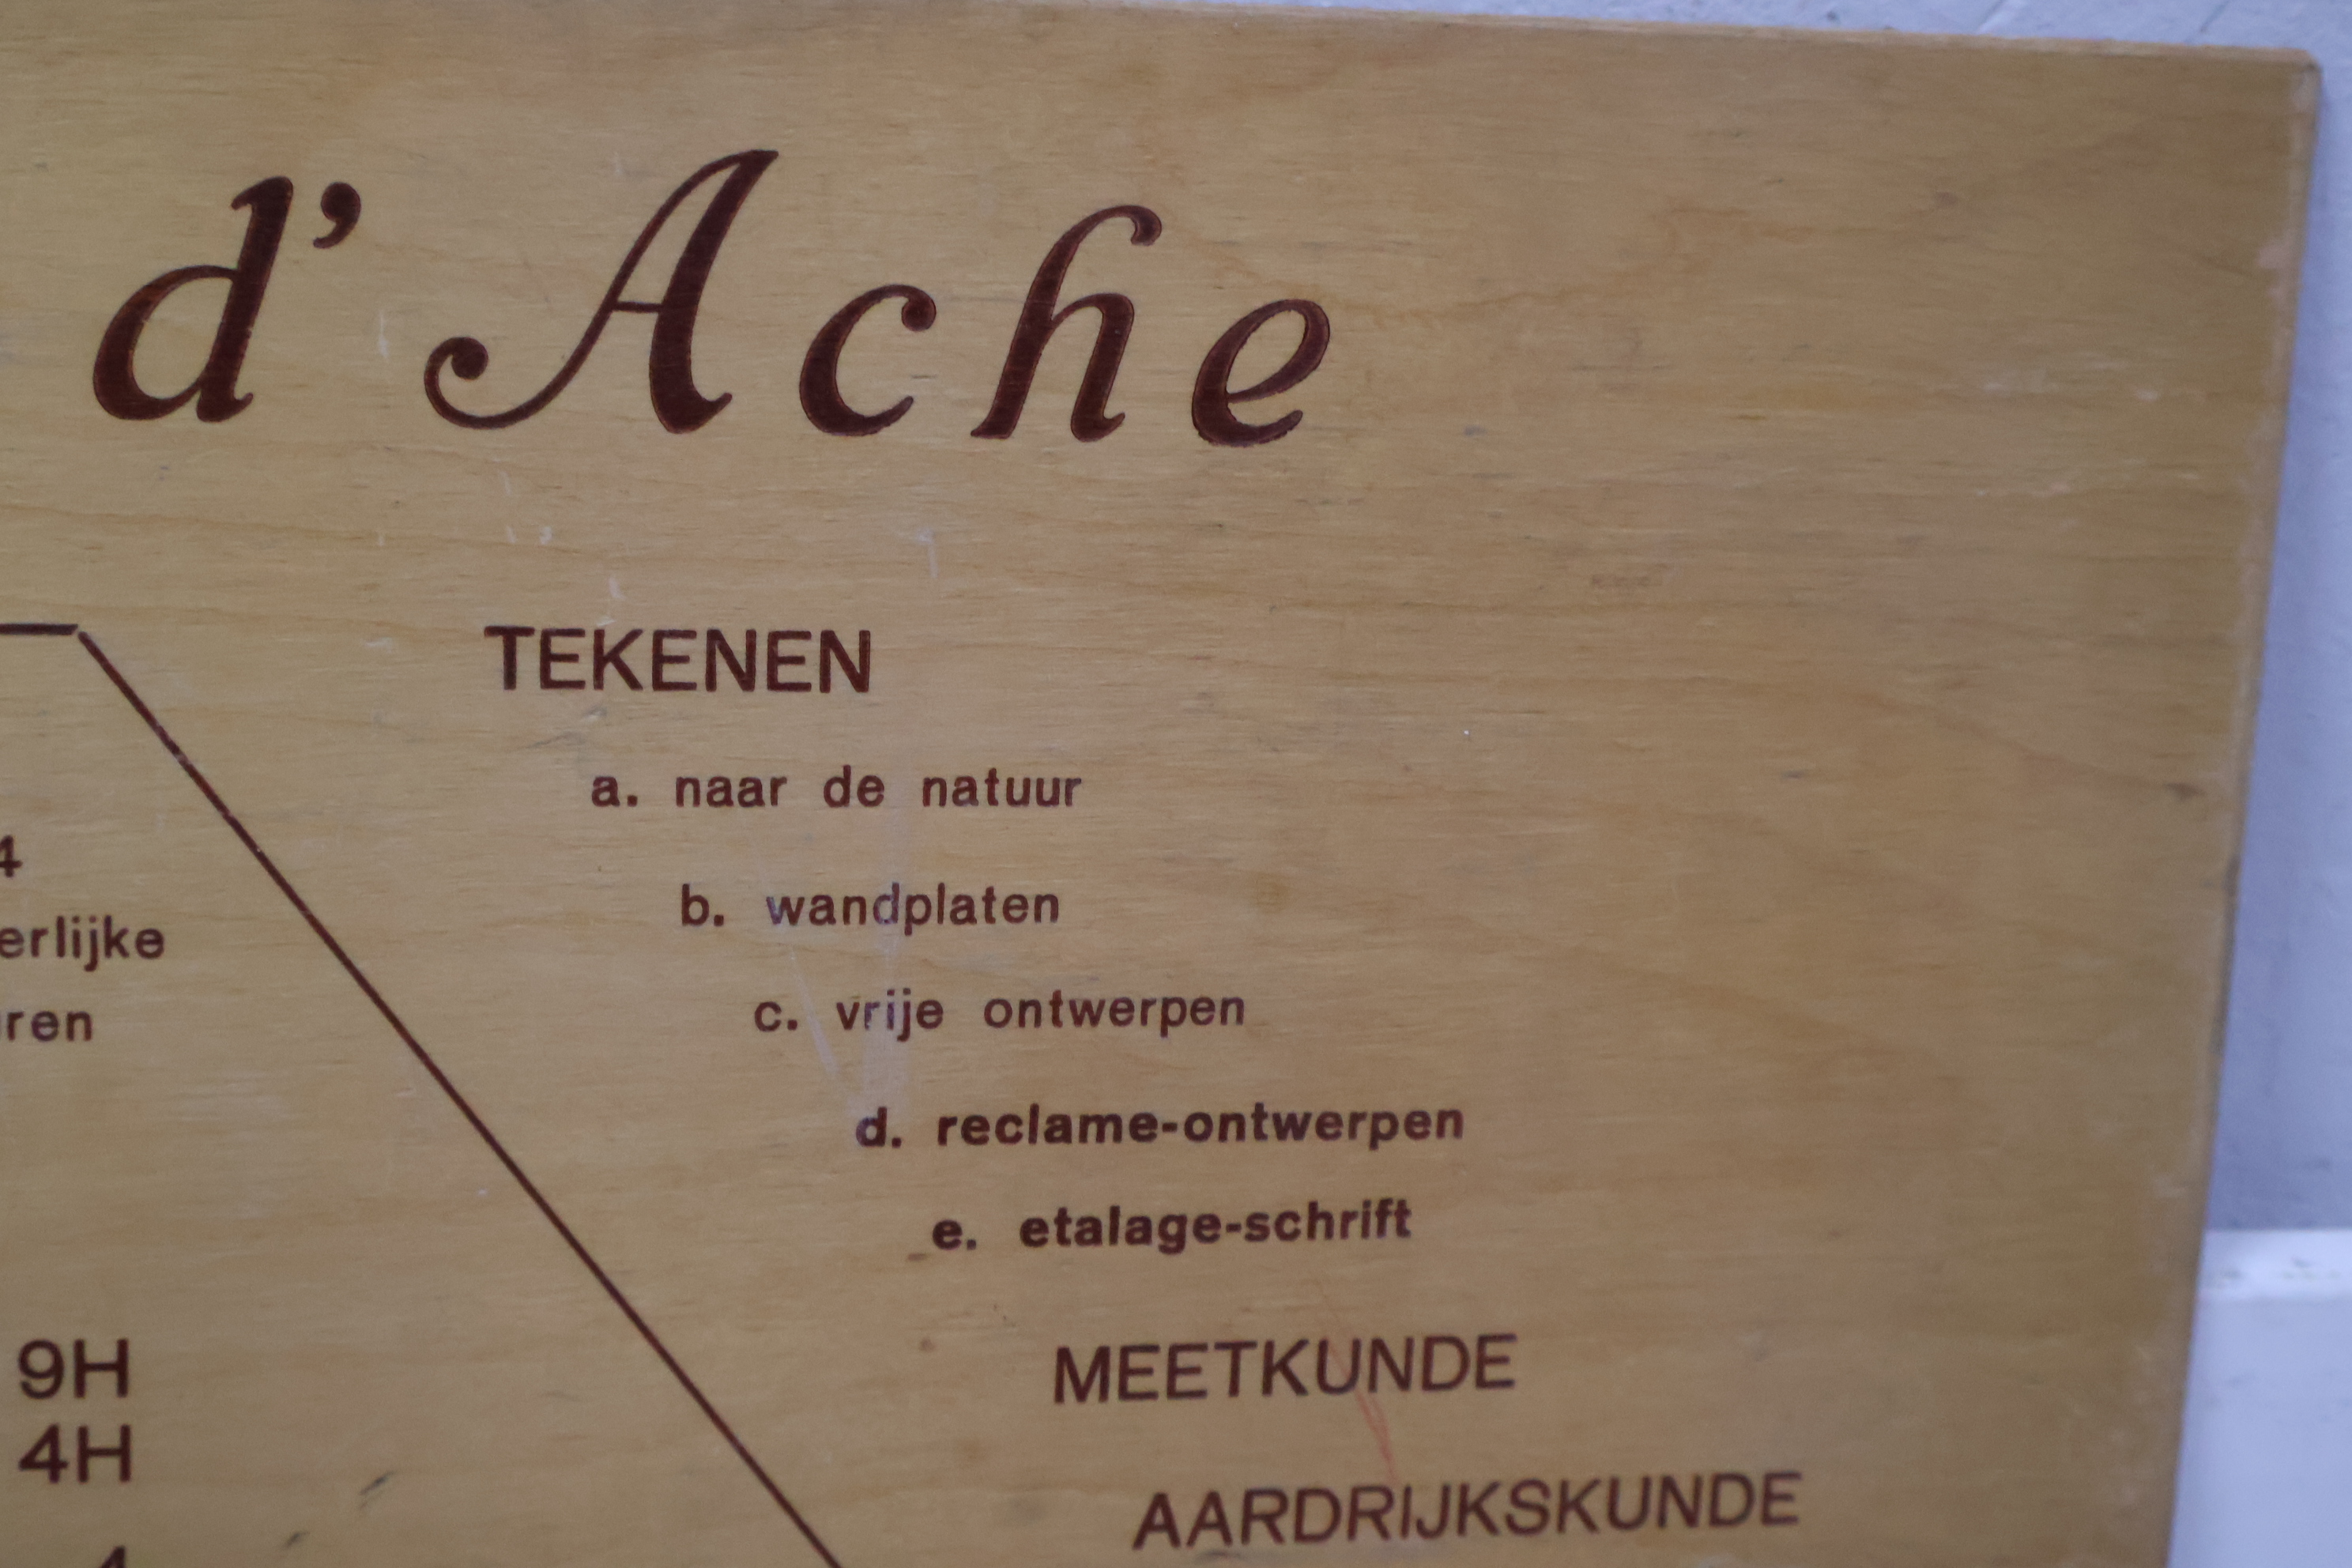 d'Ache
TEKENEN
a. naar de natuur
4
b. wandplaten
erlijke
c. vrije ontwerpen
ren
d. reclame-ontwerpen
e. etalage-schrift
9H
MEETKUNDE
4H
AARDRIJKSKUNDE